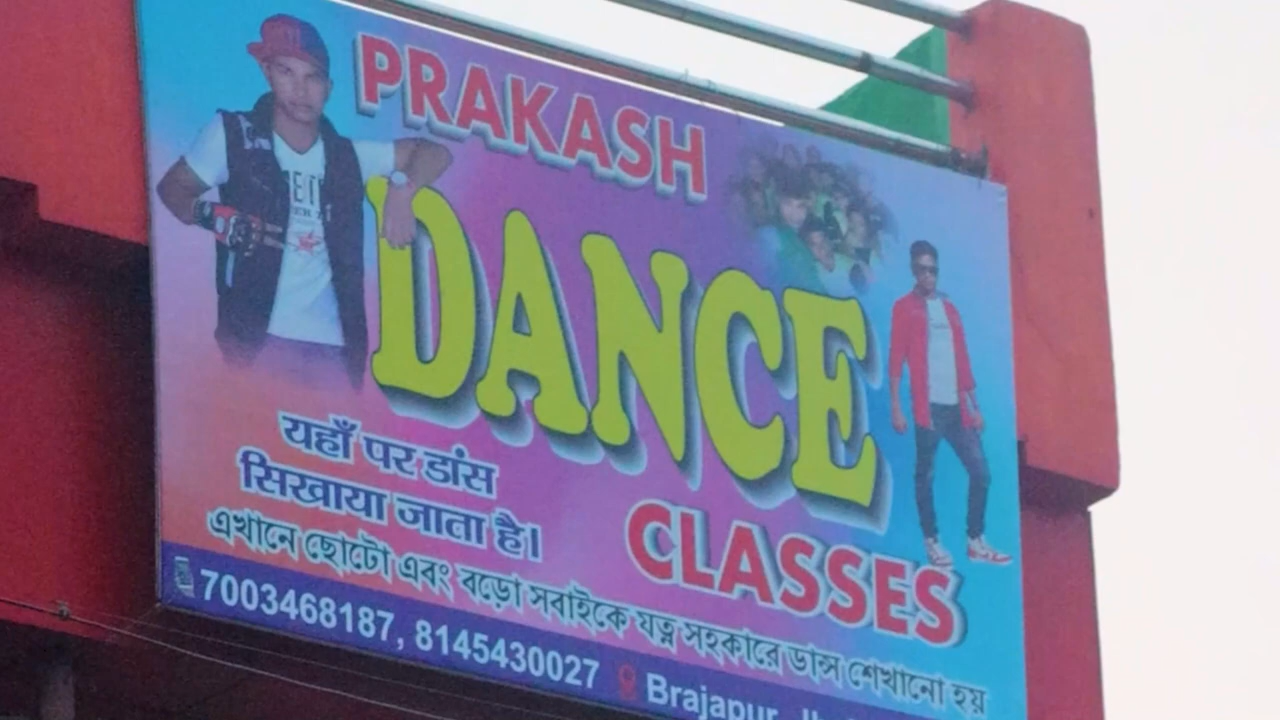 PRAKASH
DANCE
CLASSES
यहाँ पर डांस
सिखाया जाता है।
এখানে ছোটো এবং বড়ো সবাইকে যত্ন সহকারে ডান্স শেখানো হয়
7003468187, 8145430027 Brajapur